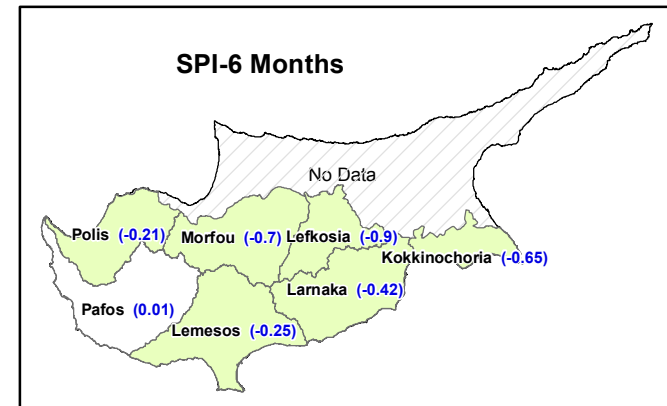 SPI-6 Months
No Data
Polis (-0.21)
Morfou (-0.7)
Lefkosia (-0.9)
Kokkinochoria (-0.65)
Larnaka (-0.42)
Pafos (0.01)
Lemesos (-0.25)